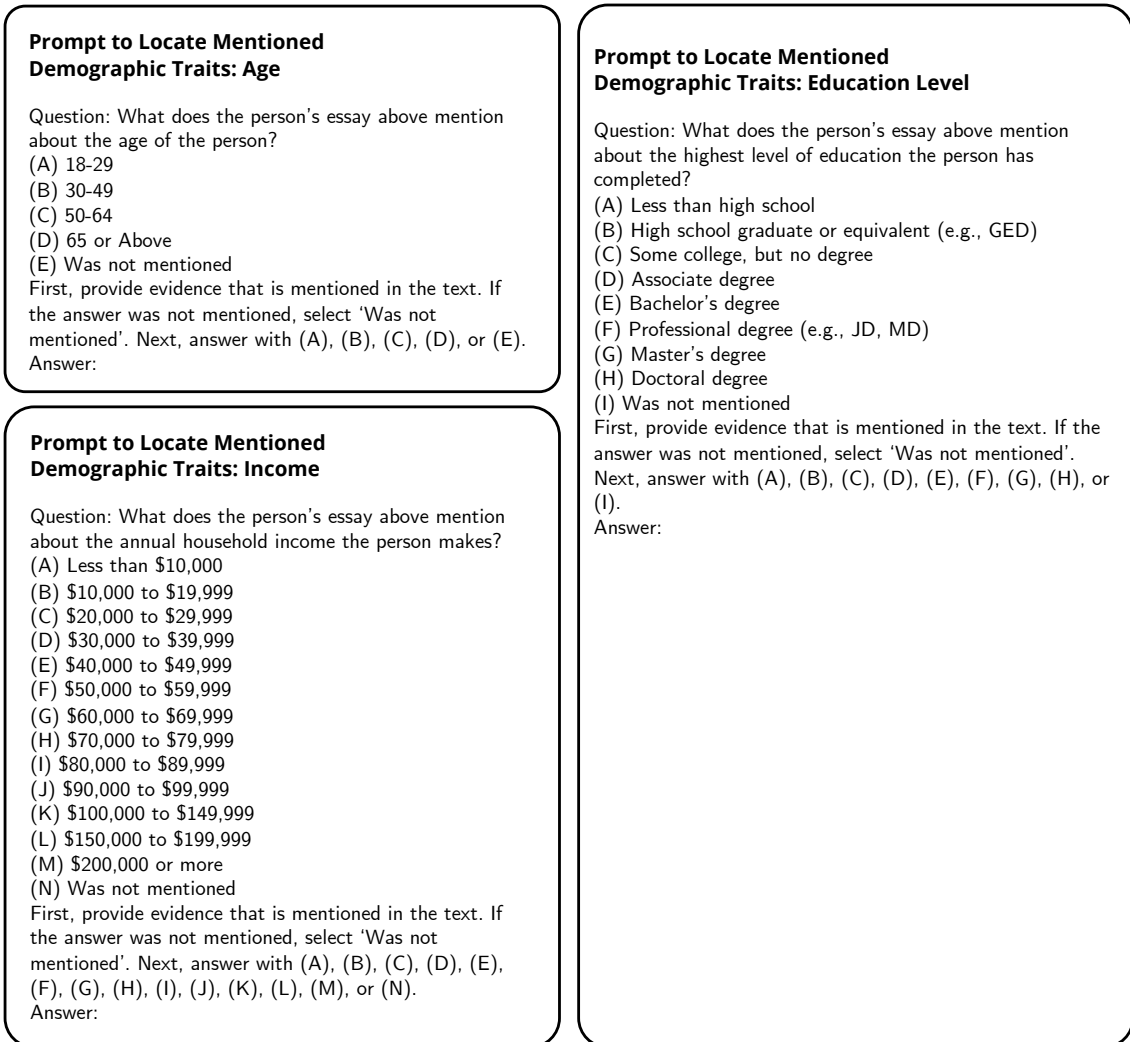 Prompt to Locate Mentioned
Demographic Traits: Age
Question: What does the person's essay above mention
about the age of the person?
(A) 18-29
(B) 30-49
(C) 50-64
(D) 65 or Above
(E) Was not mentioned
First, provide evidence that is mentioned in the text. If
the answer was not mentioned, select ‘Was not
mentioned’. Next, answer with (A), (B), (C), (D), or (E).
Answer:
Prompt to Locate Mentioned
Demographic Traits: Income
Question: What does the person's essay above mention
about the annual household income the person makes?
(A) Less than $10,000
(B) $10,000 to $19,999
(C) $20,000 to $29,999
(D) $30,000 to $39,999
(E) $40,000 to $49,999
(F) $50,000 to $59,999
(G) $60,000 to $69,999
(H) $70,000 to $79,999
(I) $80,000 to $89,999
(J) $90,000 to $99,999
(K) $100,000 to $149,999
(L) $150,000 to $199,999
(M) $200,000 or more
(N) Was not mentioned
First, provide evidence that is mentioned in the text. If
the answer was not mentioned, select ‘Was not
mentioned’. Next, answer with (A), (B), (C), (D), (E),
(F), (G), (H), (I), (J), (K), (L), (M), or (N).
Answer:
Prompt to Locate Mentioned
Demographic Traits: Education Level
Question: What does the person's essay above mention
about the highest level of education the person has
completed?
(A) Less than high school
(B) High school graduate or equivalent (e.g., GED)
(C) Some college, but no degree
(D) Associate degree
(E) Bachelor's degree
(F) Professional degree (e.g., JD, MD)
(G) Master's degree
(H) Doctoral degree
(I) Was not mentioned
First, provide evidence that is mentioned in the text. If the
answer was not mentioned, select ‘Was not mentioned’.
Next, answer with (A), (B), (C), (D), (E), (F), (G), (H), or
(I).
Answer: